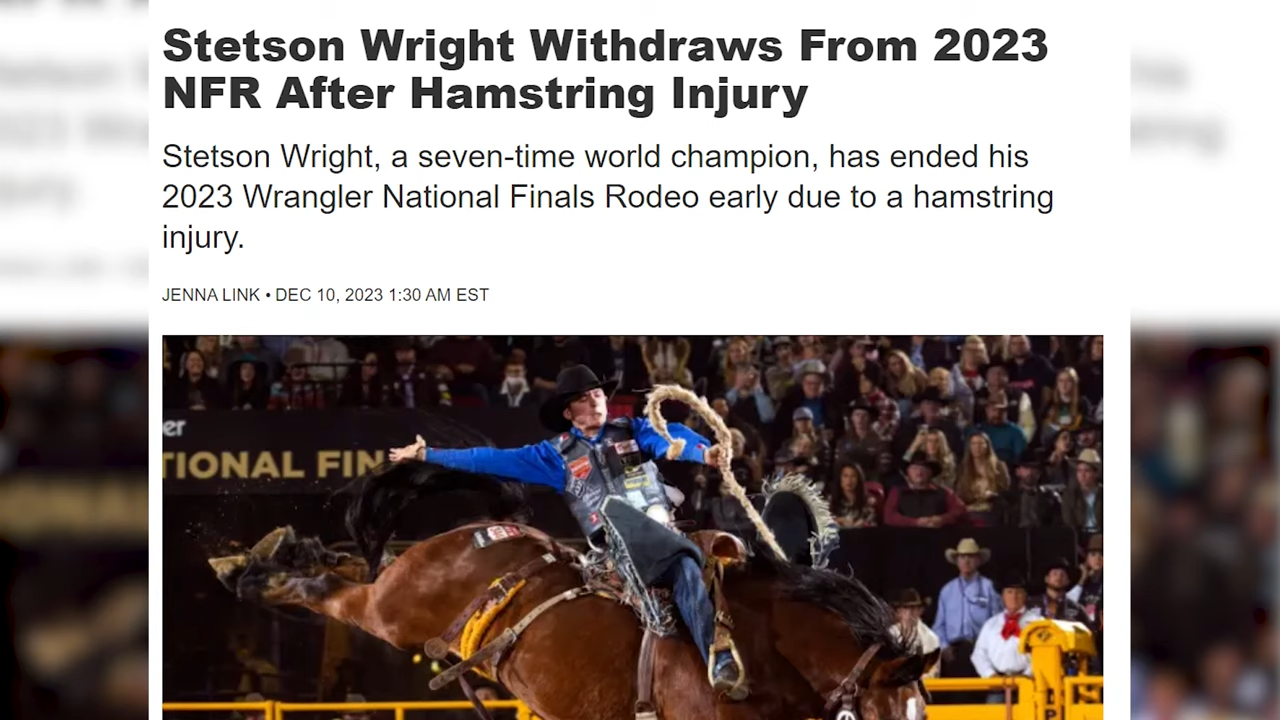 Stetson Wright Withdraws From 2023
NFR After Hamstring Injury
Stetson Wright, a seven-time world champion, has ended his
2023 Wrangler National Finals Rodeo early due to a hamstring
injury.
JENNA LINK • DEC 10, 2023 1:30 AM EST
er
TIONAL FIN